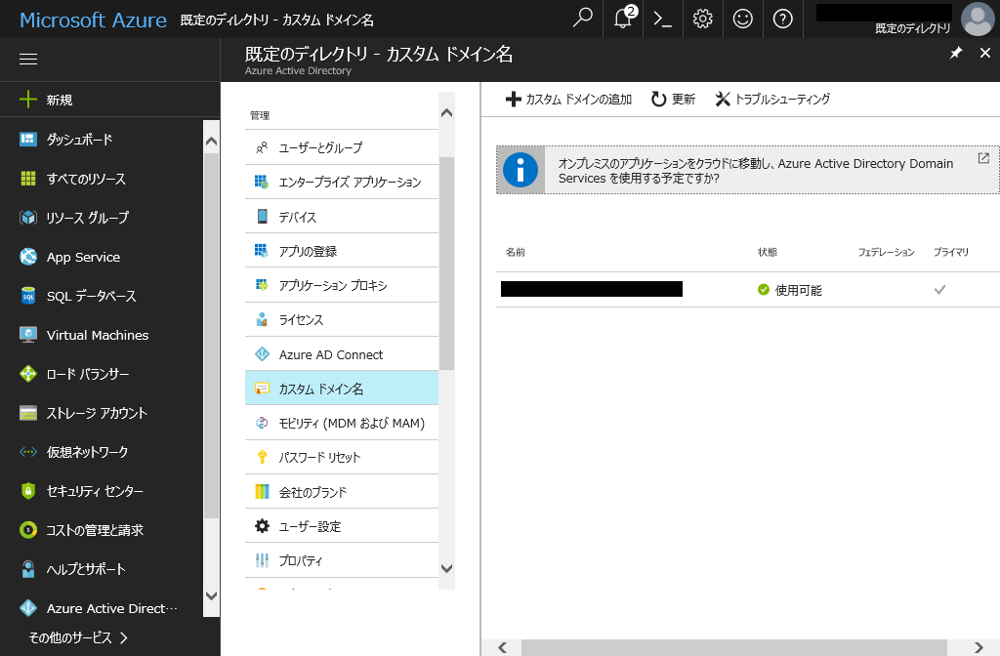 Microsoft Azure 既定のディレクトリ - カスタム ドメイン名
2
既定のディレクトリ
新規
ダッシュボード
すべてのリソース
リソース グループ
App Service
SQL データベース
Virtual Machines
ロード バランサー
ストレージ アカウント
仮想ネットワーク
セキュリティ センター
コストの管理と請求
ヘルプとサポート
Azure Active Direct···
その他のサービス
既定のディレクトリ - カスタム ドメイン名
Azure Active Directory
管理
ユーザーとグループ
エンタープライズ アプリケーション
デバイス
アプリの登録
アプリケーション プロキシ
ライセンス
Azure AD Connect
カスタム ドメイン名
モビリティ (MDM および MAM)
パスワード リセット
会社のブランド
ユーザー設定
プロパティ
カスタム ドメインの追加 更新 トラブルシューティング
オンプレミスのアプリケーションをクラウドに移動し、Azure Active Directory Domain
Services を使用する予定ですか?
名前 状態 フェデレーション プライマリ
使用可能